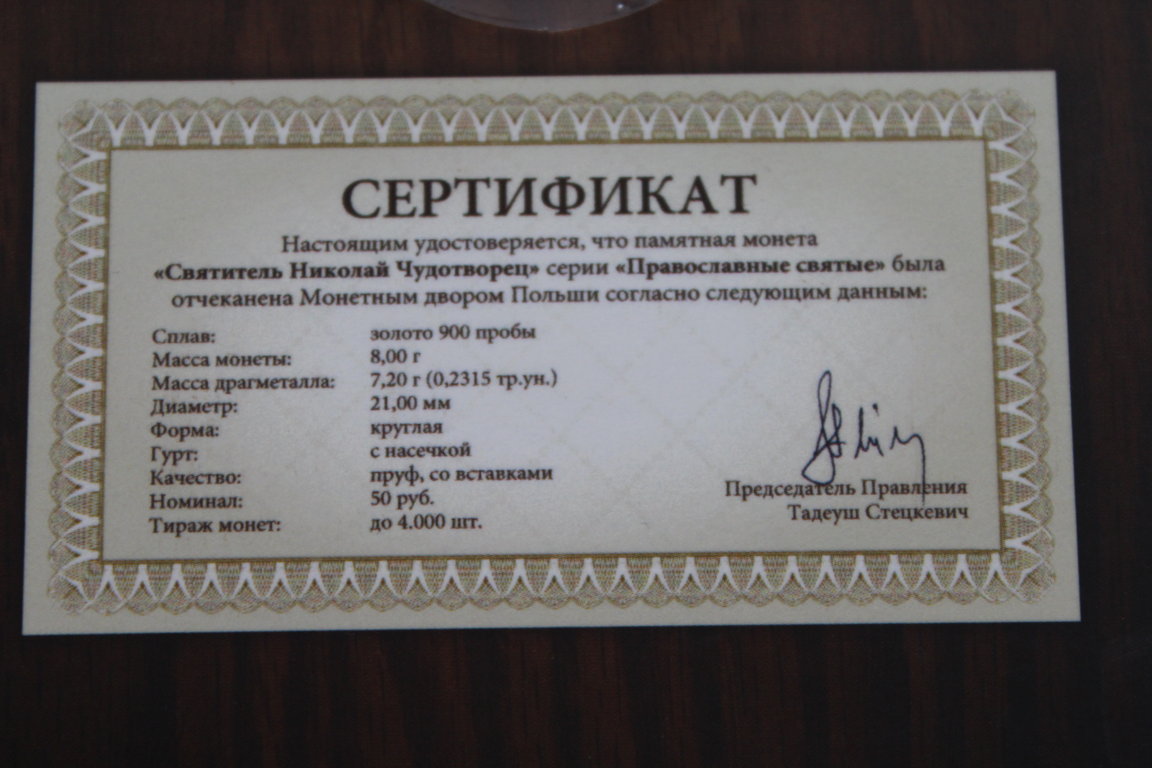 СЕРТИФИКАТ
Настоящим удостоверяется, что памятная монета
«Святитель Николай Чудотворец» серии «Православные святые» была
отчеканена Монетным двором Польши согласно следующим данным:
Сплав: золото 900 пробы
Масса монеты: 8,00 г
Масса драгметалла: 7,20 г (0,2315 тр.ун.)
Диаметр: 21,00 мм
Форма: круглая
Гурт: с насечкой
Качество: пруф, со вставками
Номинал: 50 руб.
Тираж монет: до 4.000 шт.
Председатель Правления
Тадеуш Стецкевич